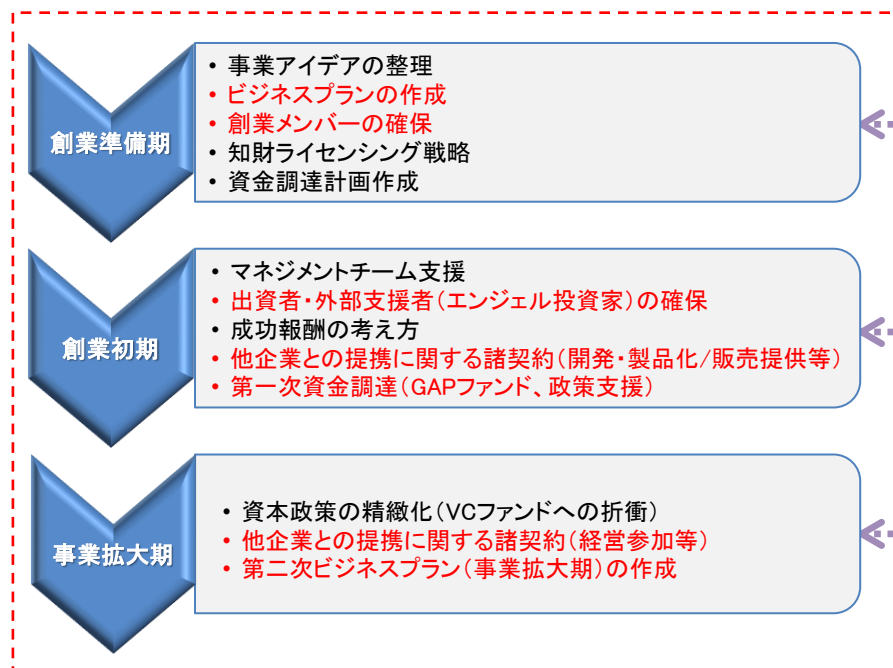 創業準備期
・事業アイデアの整理
・ビジネスプランの作成
・創業メンバーの確保
・知財ライセンシング戦略
・資金調達計画作成
創業初期
・マネジメントチーム支援
・出資者・外部支援者(エンジェル投資家)の確保
・成功報酬の考え方
・他企業との提携に関する諸契約(開発・製品化/販売提供等)
・第一次資金調達(GAPファンド、政策支援)
事業拡大期
・資本政策の精緻化(VCファンドへの折衝)
・他企業との提携に関する諸契約(経営参加等)
・第二次ビジネスプラン(事業拡大期)の作成